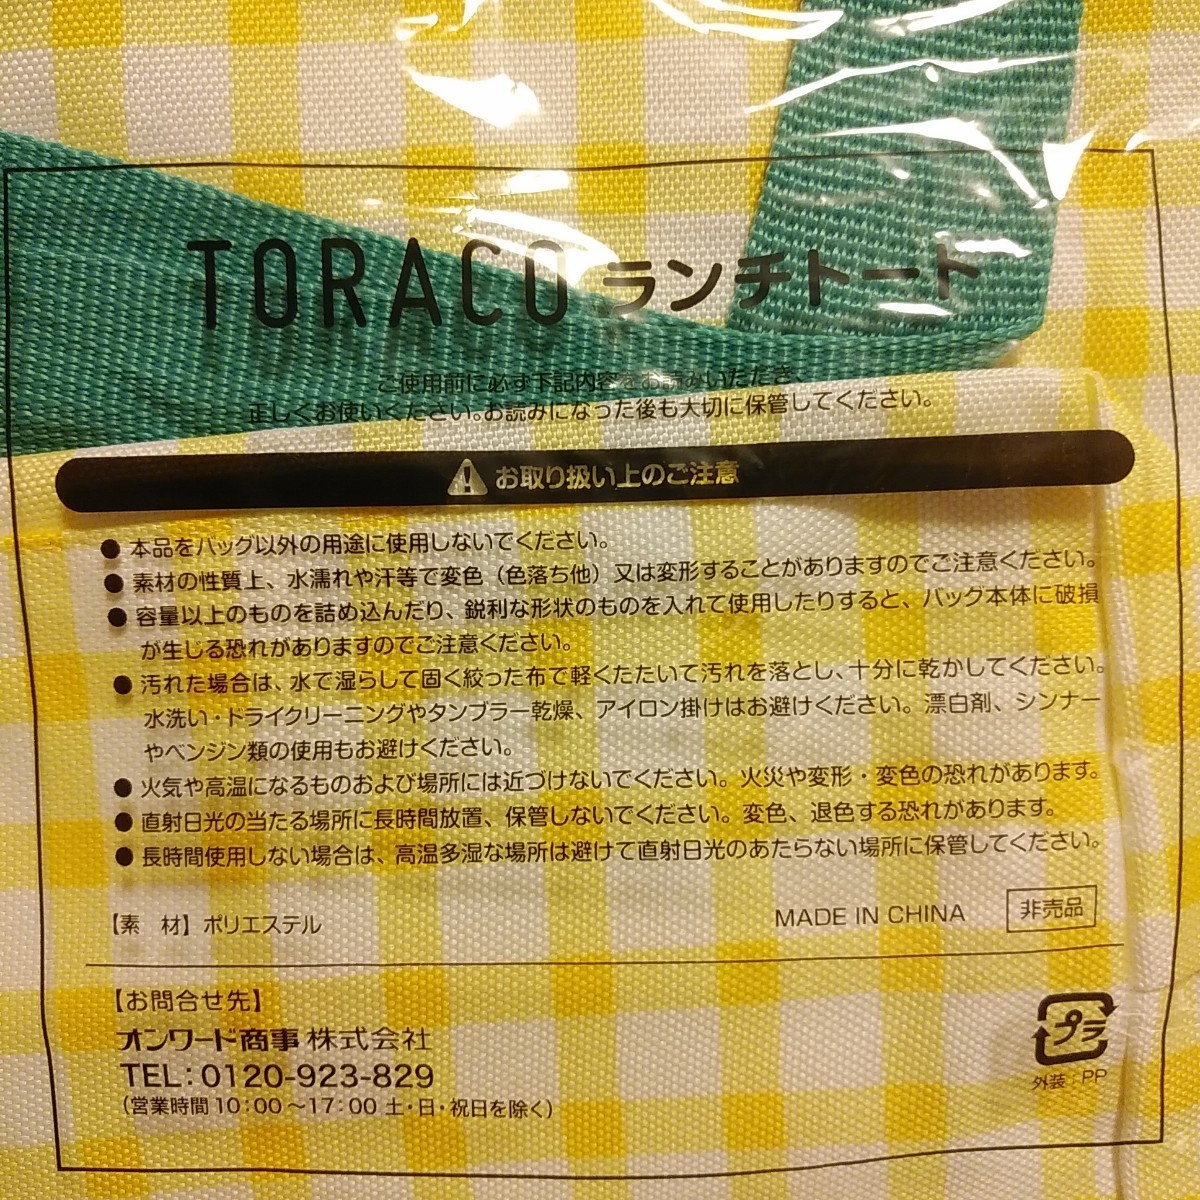 TORACO ランチトート
ご使用前に必ず下記内容をお読みいただき、
正しくお使いください。お読みになった後も大切に保管してください。
お取り扱い上のご注意
● 本品をバッグ以外の用途に使用しないでください。
● 素材の性質上、水濡れや汗等で変色（色落ち他）又は変形することがありますのでご注意ください。
● 容量以上のものを詰め込んだり、鋭利な形状のものを入れて使用したりすると、バッグ本体に破損
が生じる恐れがありますのでご注意ください。
● 汚れた場合は、水で湿らして固く絞った布で軽くたたいて汚れを落とし、十分に乾かしてください。
水洗い・ドライクリーニングやタンブラー乾燥、アイロン掛けはお避けください。漂白剤、シンナー
やベンジン類の使用もお避けください。
● 火気や高温になるものおよび場所には近づけないでください。火災や変形・変色の恐れがあります。
● 直射日光の当たる場所に長時間放置、保管しないでください。変色、退色する恐れがあります。
● 長時間使用しない場合は、高温多湿な場所は避けて直射日光のあたらない場所に保管してください。
【素　材】ポリエステル
MADE IN CHINA
非売品
【お問合せ先】
オンワード商事 株式会社
TEL：0120-923-829
（営業時間 10：00～17：00 土・日・祝日を除く）
プラ
外装：PP